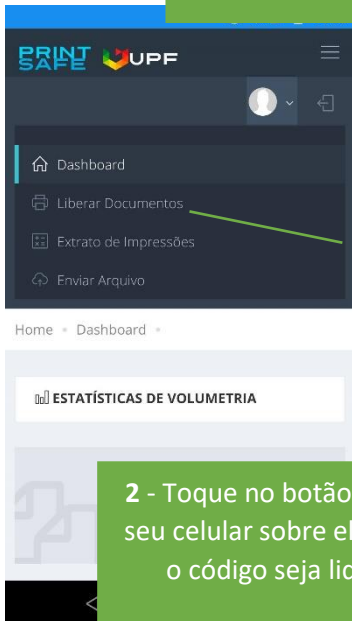 PRINT
SAFE UPF
Dashboard
Liberar Documentos
Extrato de Impressões
Enviar Arquivo
Home Dashboard
ESTATÍSTICAS DE VOLUMETRIA
2 - Toque no botão
seu celular sobre el
o código seja lid